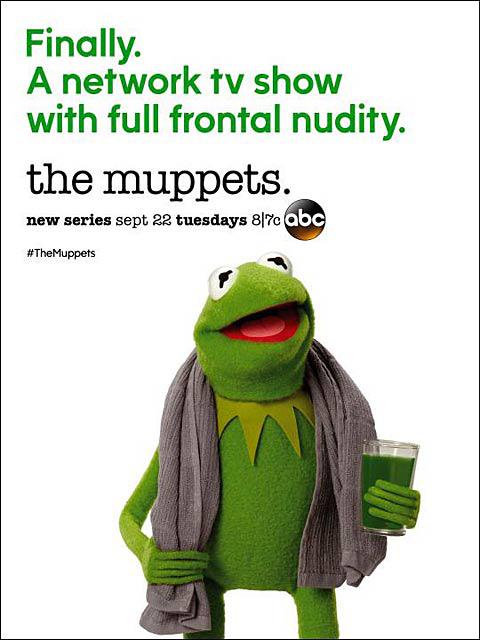 Finally.
A network tv show
with full frontal nudity.
the muppets.
new series sept 22 tuesdays 8|7c abc
#TheMuppets